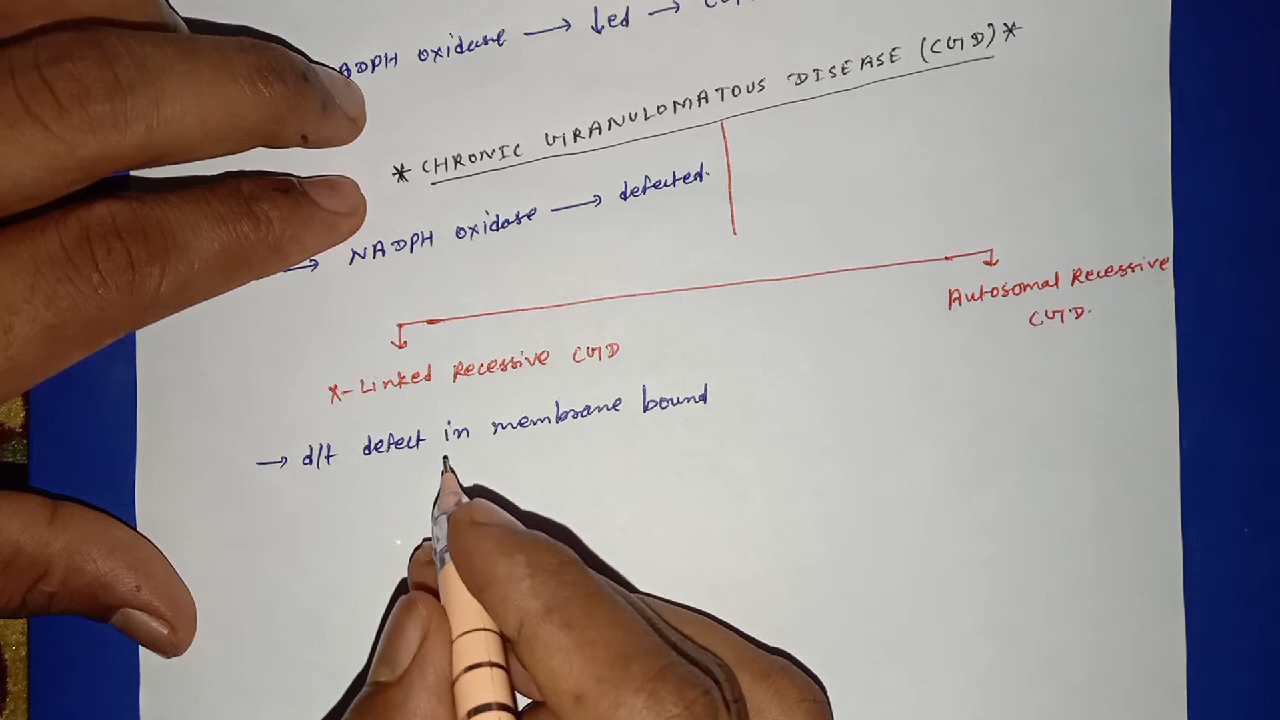 ADPH oxidase → ↓ed →
* CHRONIC GRANULOMATOUS DISEASE (CGD) *
→ NADPH oxidase → defected.
Autosomal Recessive
CGD.
X-Linked Recessive CGD
→ d/t defect in membrane bound